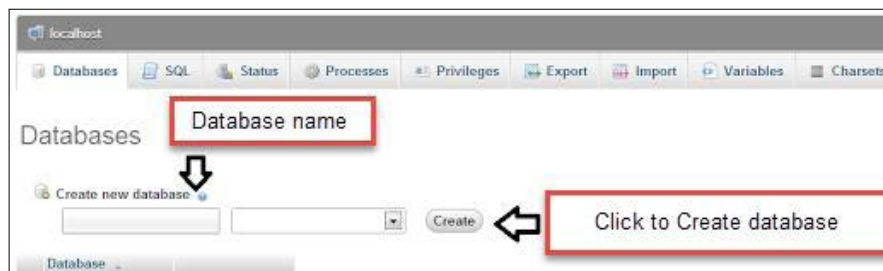 localhost
Databases SQL Status Processes Privileges Export Import Variables Charsets
Databases
Database name
Create new database
Create
Click to Create database
Database